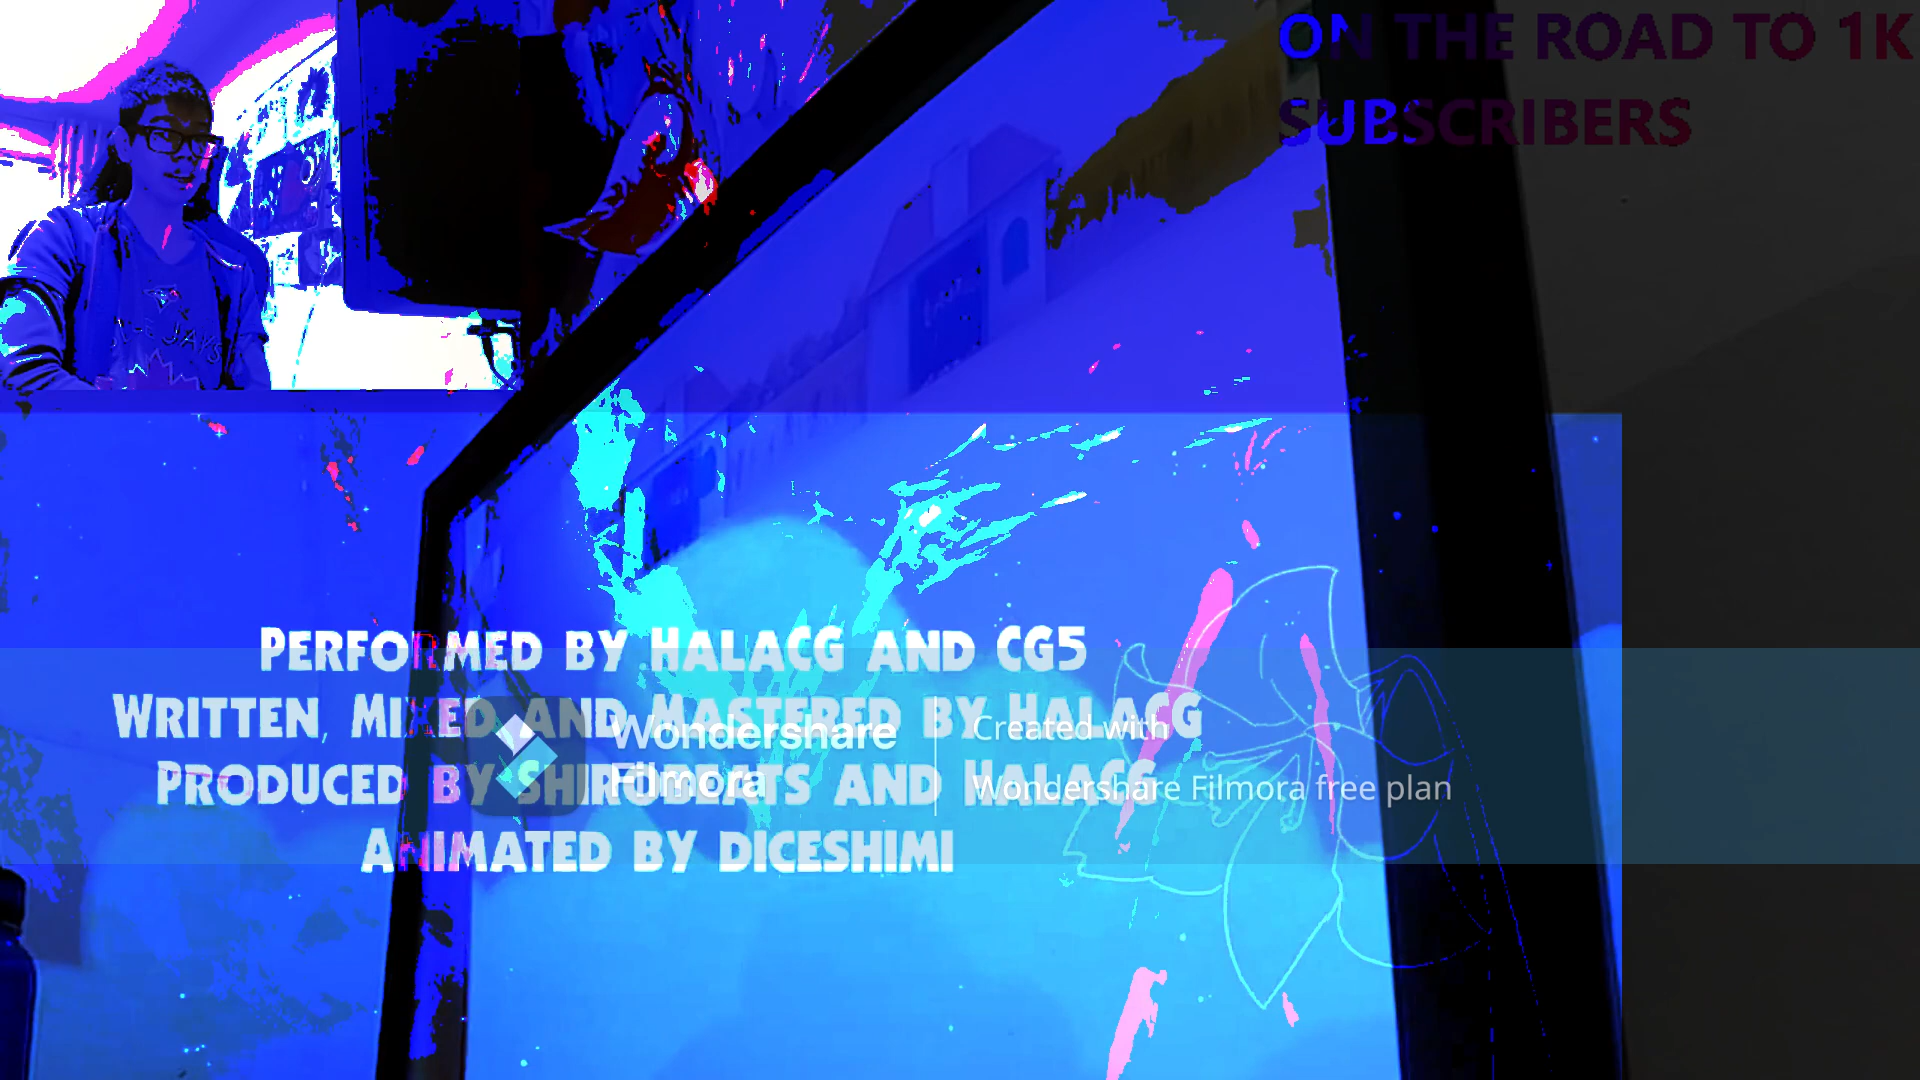 ON THE ROAD TO 1K
SUBSCRIBERS
JAYS
PERFORMED BY HALACG AND CG5
WRITTEN, MIXED AND MASTERED BY HALACG
PRODUCED BY SHIROBEATS AND HALACG
ANIMATED BY DICESHIMI
Wondershare
Filmora
Created with
Wondershare Filmora free plan